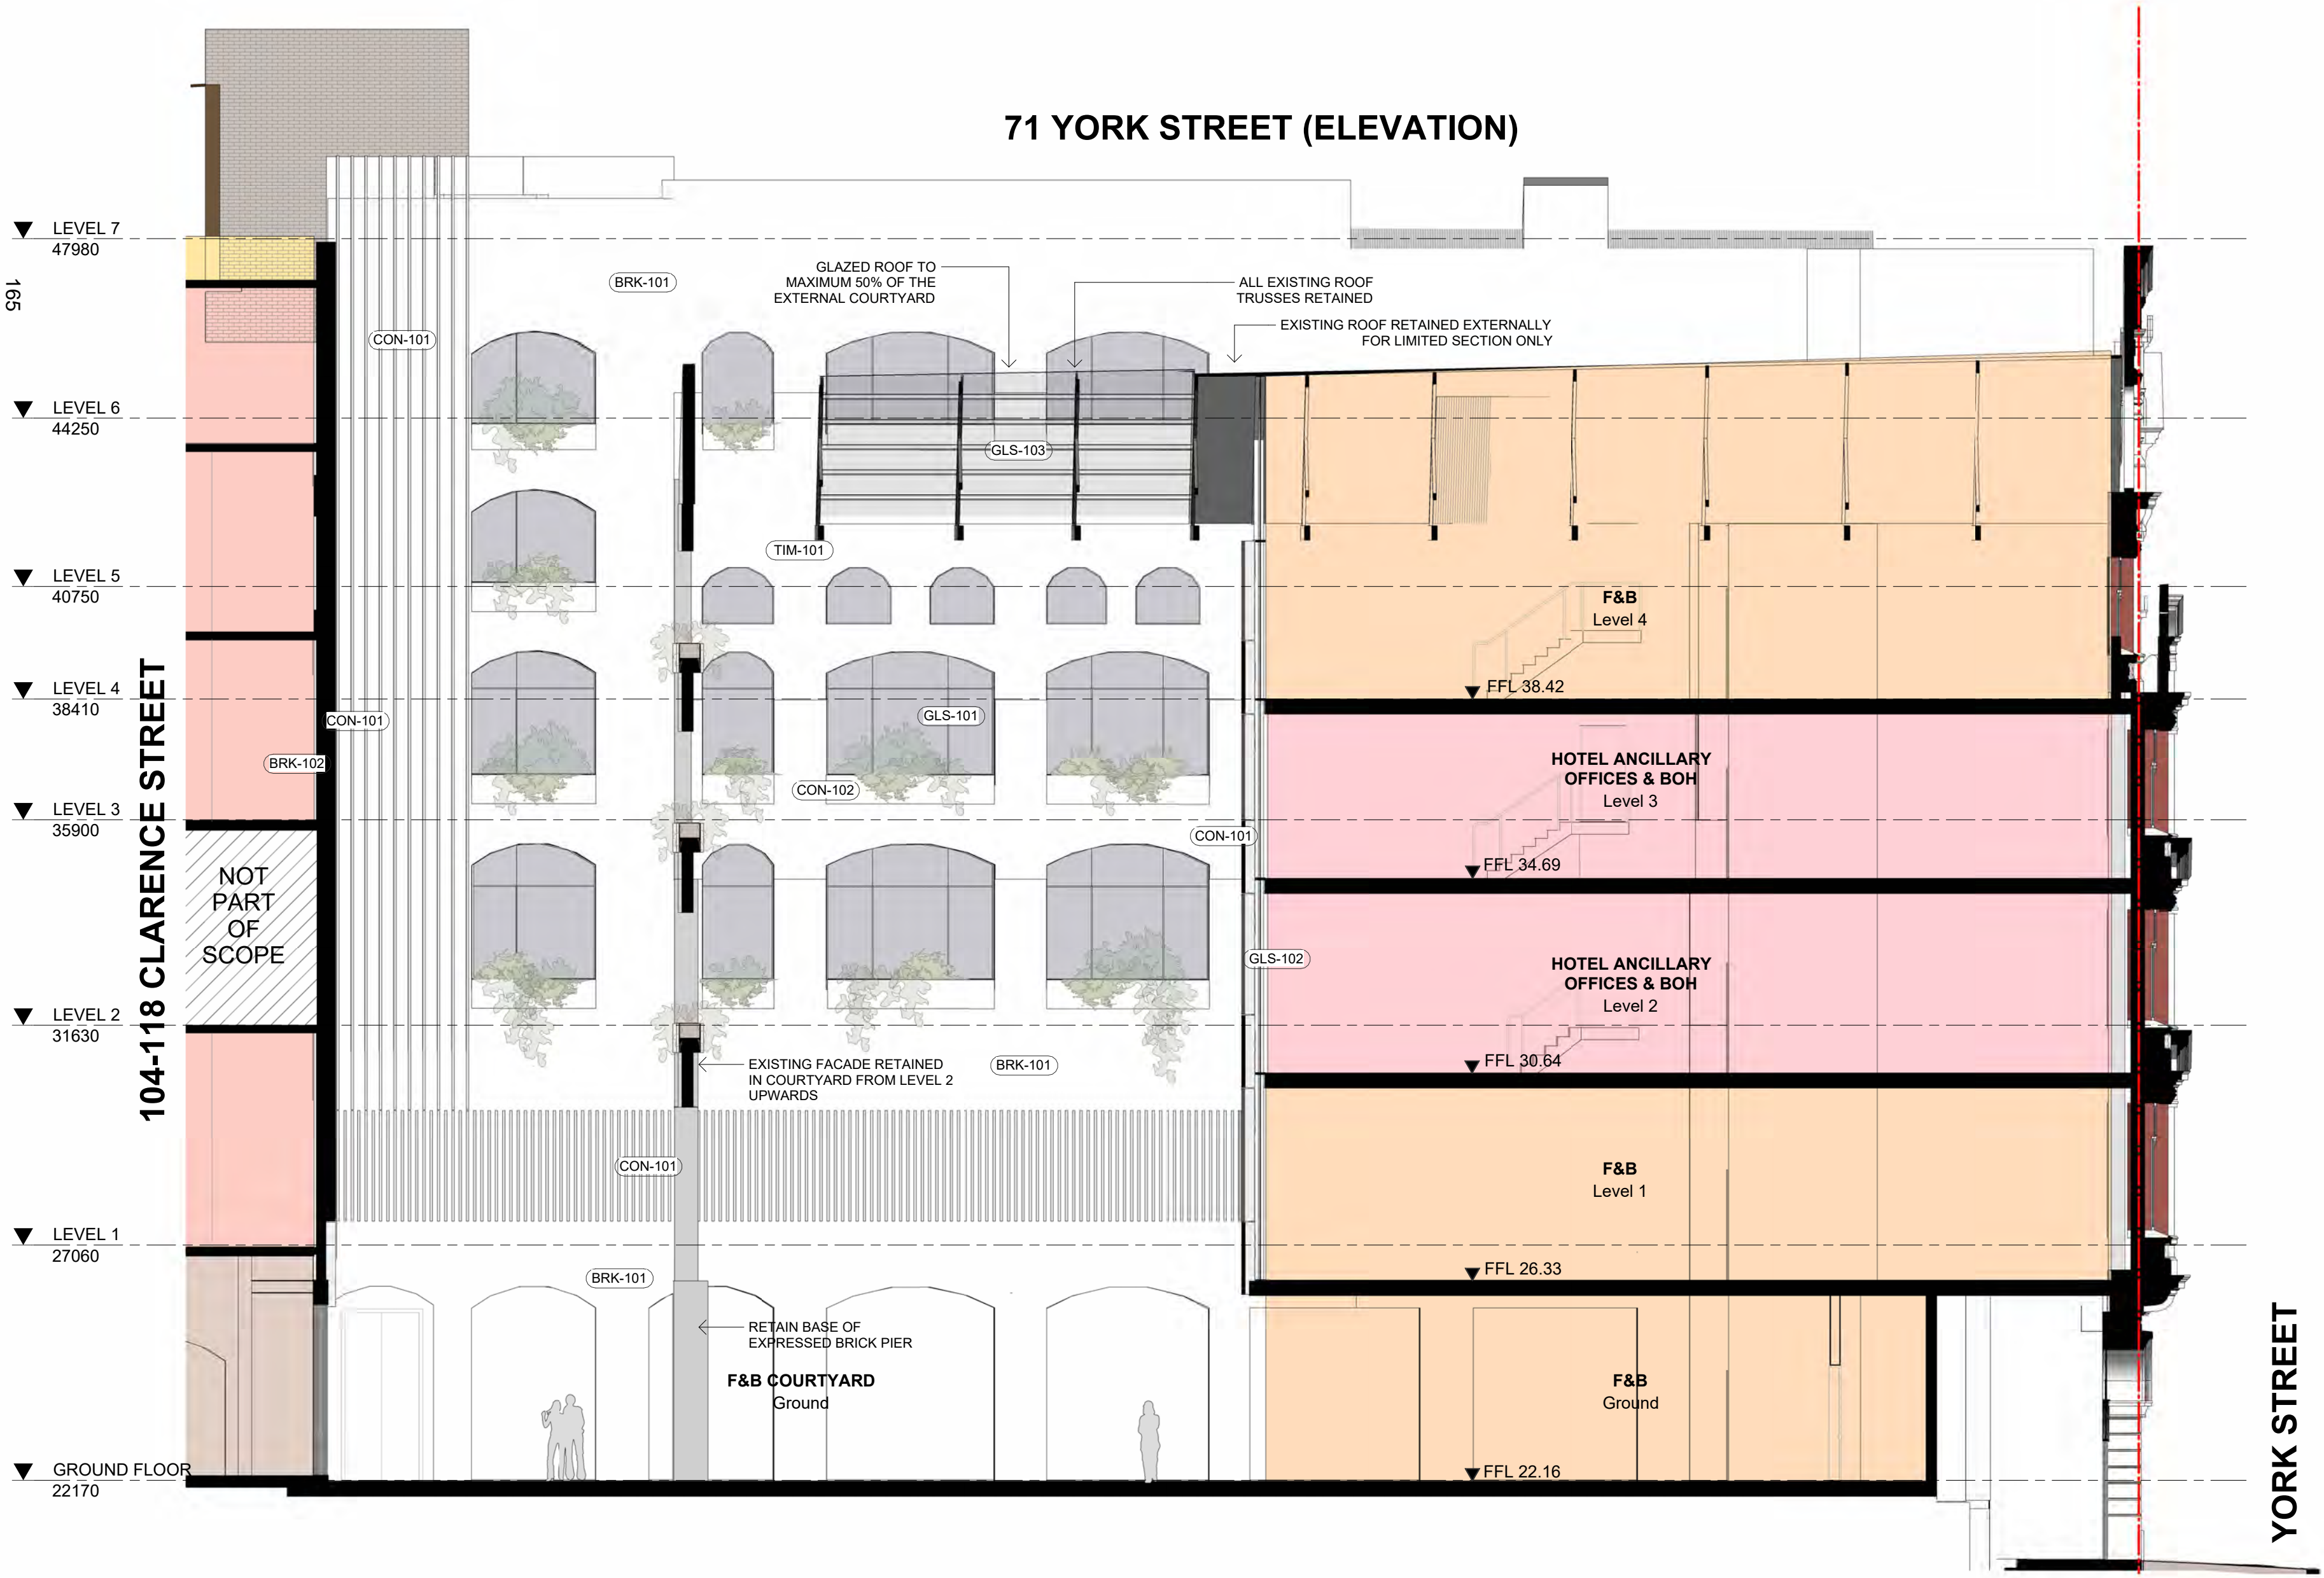 71 YORK STREET (ELEVATION)
LEVEL 7
47980
165
BRK-101
GLAZED ROOF TO
MAXIMUM 50% OF THE
EXTERNAL COURTYARD
ALL EXISTING ROOF
TRUSSES RETAINED
EXISTING ROOF RETAINED EXTERNALLY
FOR LIMITED SECTION ONLY
CON-101
LEVEL 6
44250
GLS-103
TIM-101
LEVEL 5
40750
F&B
Level 4
LEVEL 4
38410
FFL 38.42
CON-101
GLS-101
BRK-102
HOTEL ANCILLARY
OFFICES & BOH
Level 3
CON-102
LEVEL 3
35900
CON-101
FFL 34.69
NOT
PART
OF
SCOPE
GLS-102
HOTEL ANCILLARY
OFFICES & BOH
Level 2
LEVEL 2
31630
104-118 CLARENCE STREET
EXISTING FACADE RETAINED
IN COURTYARD FROM LEVEL 2
UPWARDS
BRK-101
FFL 30.64
CON-101
F&B
Level 1
LEVEL 1
27060
BRK-101
FFL 26.33
RETAIN BASE OF
EXPRESSED BRICK PIER
F&B COURTYARD
Ground
F&B
Ground
GROUND FLOOR
22170
FFL 22.16
YORK STREET